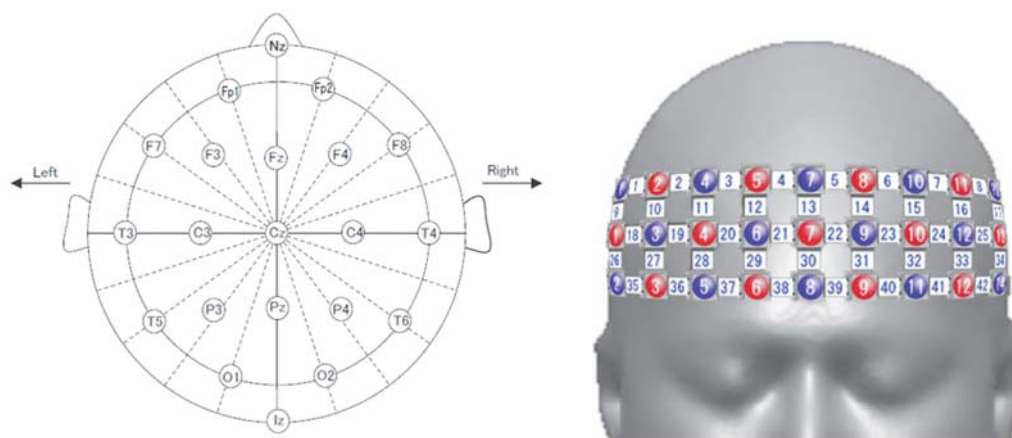 Nz
Fp1 Fp2
F7 F3 Fz F4 F8
Left Right
T3 C3 Cz C4 T4
T5 P3 Pz P4 T6
O1 O2
Iz
1 2 2 4 3 5 4 7 5 8 6 10 7 11 8
9 10 11 12 13 14 15 16 17
1 18 3 19 4 20 6 21 7 22 9 23 10 24 12 25 13
26 27 28 29 30 31 32 33 34
2 35 3 36 5 37 6 38 8 39 9 40 11 41 12 42 14